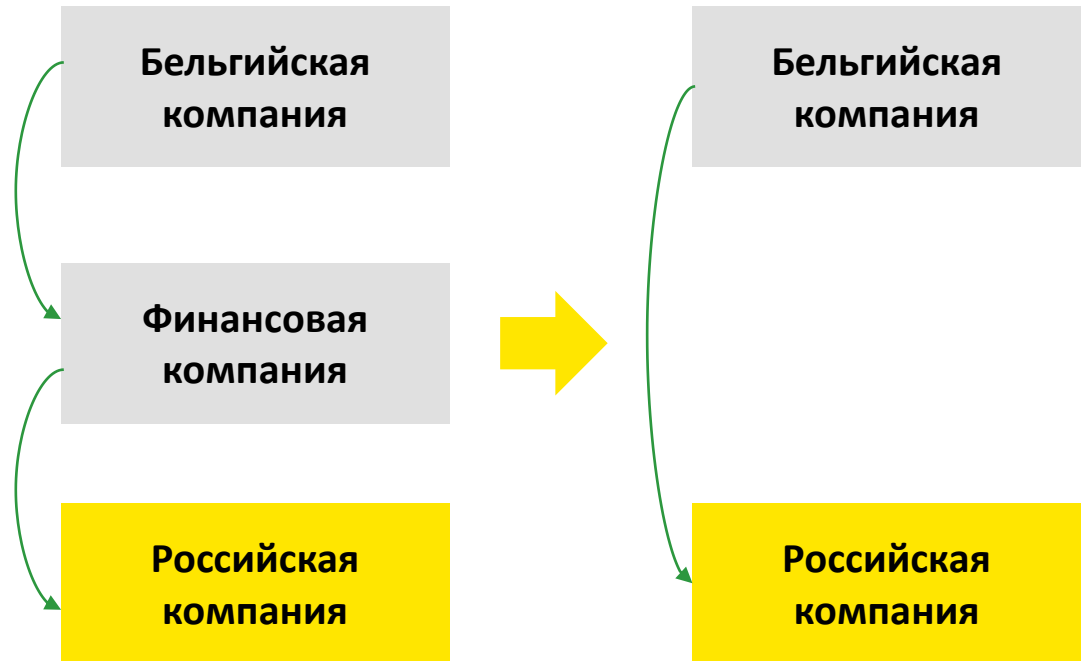 Бельгийская
компания
Финансовая
компания
Российская
компания
Бельгийская
компания
Российская
компания